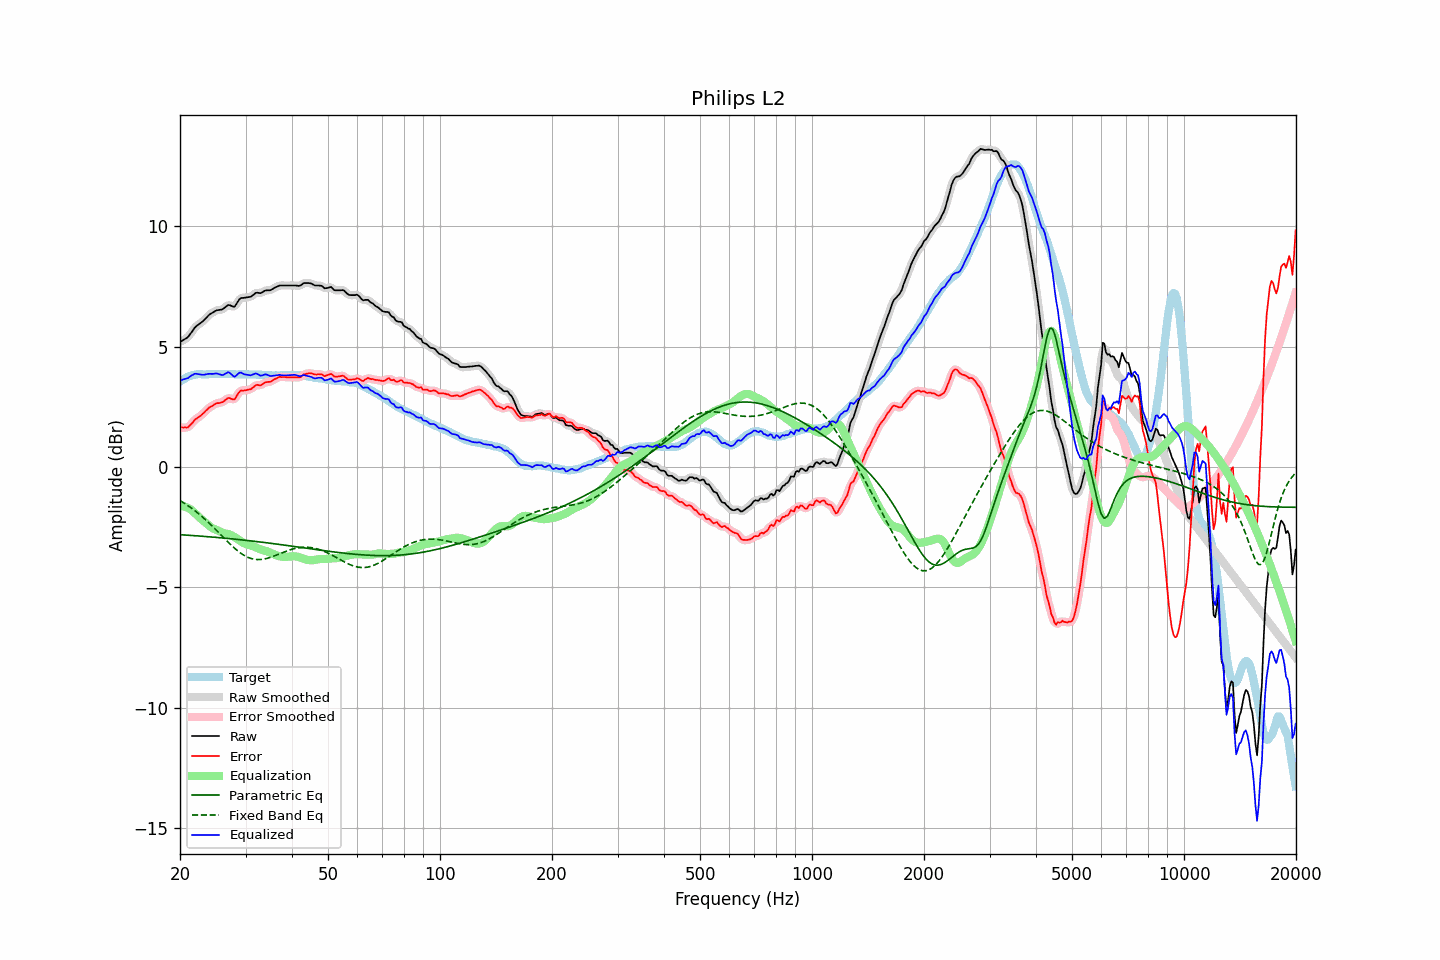 Philips L2
Amplitude (dBr)
10
5
0
−5
−10
−15
Target
Raw Smoothed
Error Smoothed
Raw
Error
Equalization
Parametric Eq
Fixed Band Eq
Equalized
20 50 100 200 500 1000 2000 5000 10000 20000
Frequency (Hz)